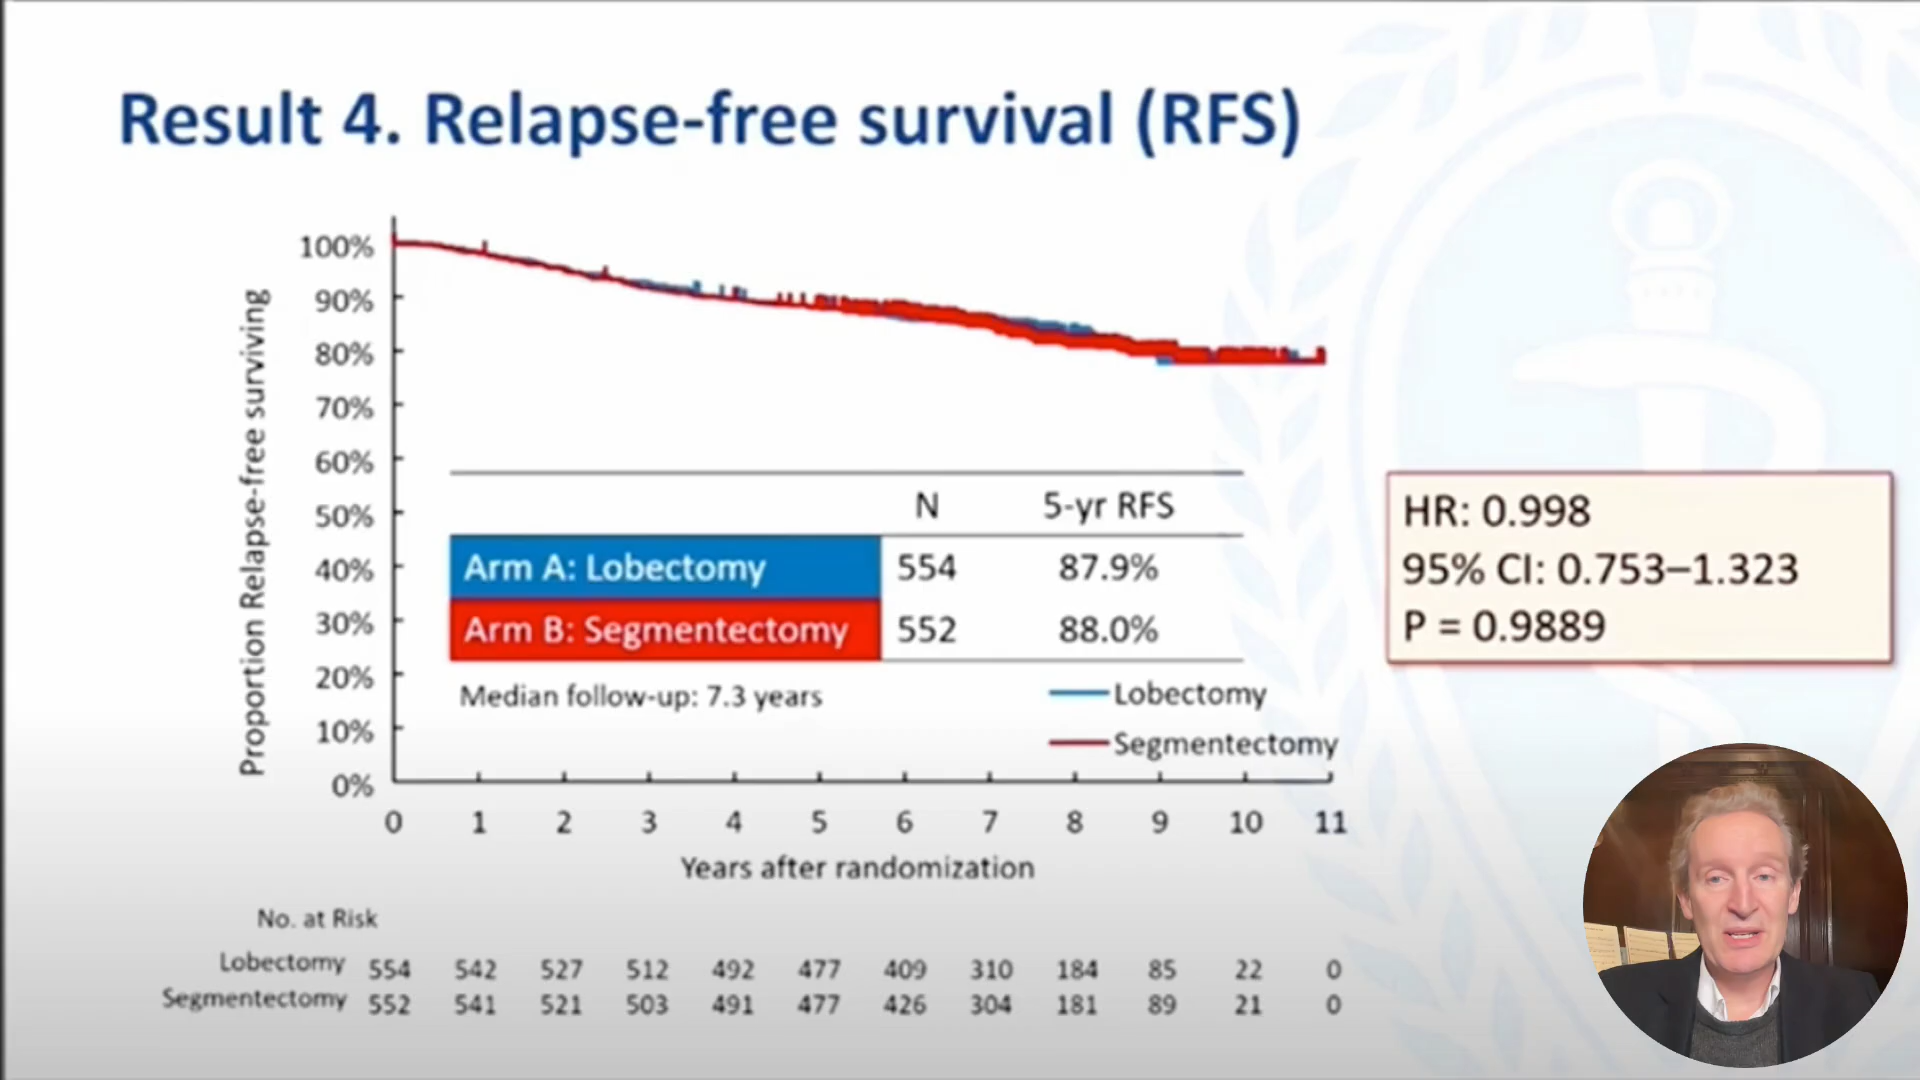 Result 4. Relapse-free survival (RFS)
Proportion Relapse-free surviving
100%
90%
80%
70%
60%
50%
40%
30%
20%
10%
0%
N 5-yr RFS
Arm A: Lobectomy 554 87.9%
Arm B: Segmentectomy 552 88.0%
Median follow-up: 7.3 years
Lobectomy
Segmentectomy
HR: 0.998
95% CI: 0.753–1.323
P = 0.9889
0 1 2 3 4 5 6 7 8 9 10 11
Years after randomization
No. at Risk
Lobectomy 554 542 527 512 492 477 409 310 184 85 22 0
Segmentectomy 552 541 521 503 491 477 426 304 181 89 21 0